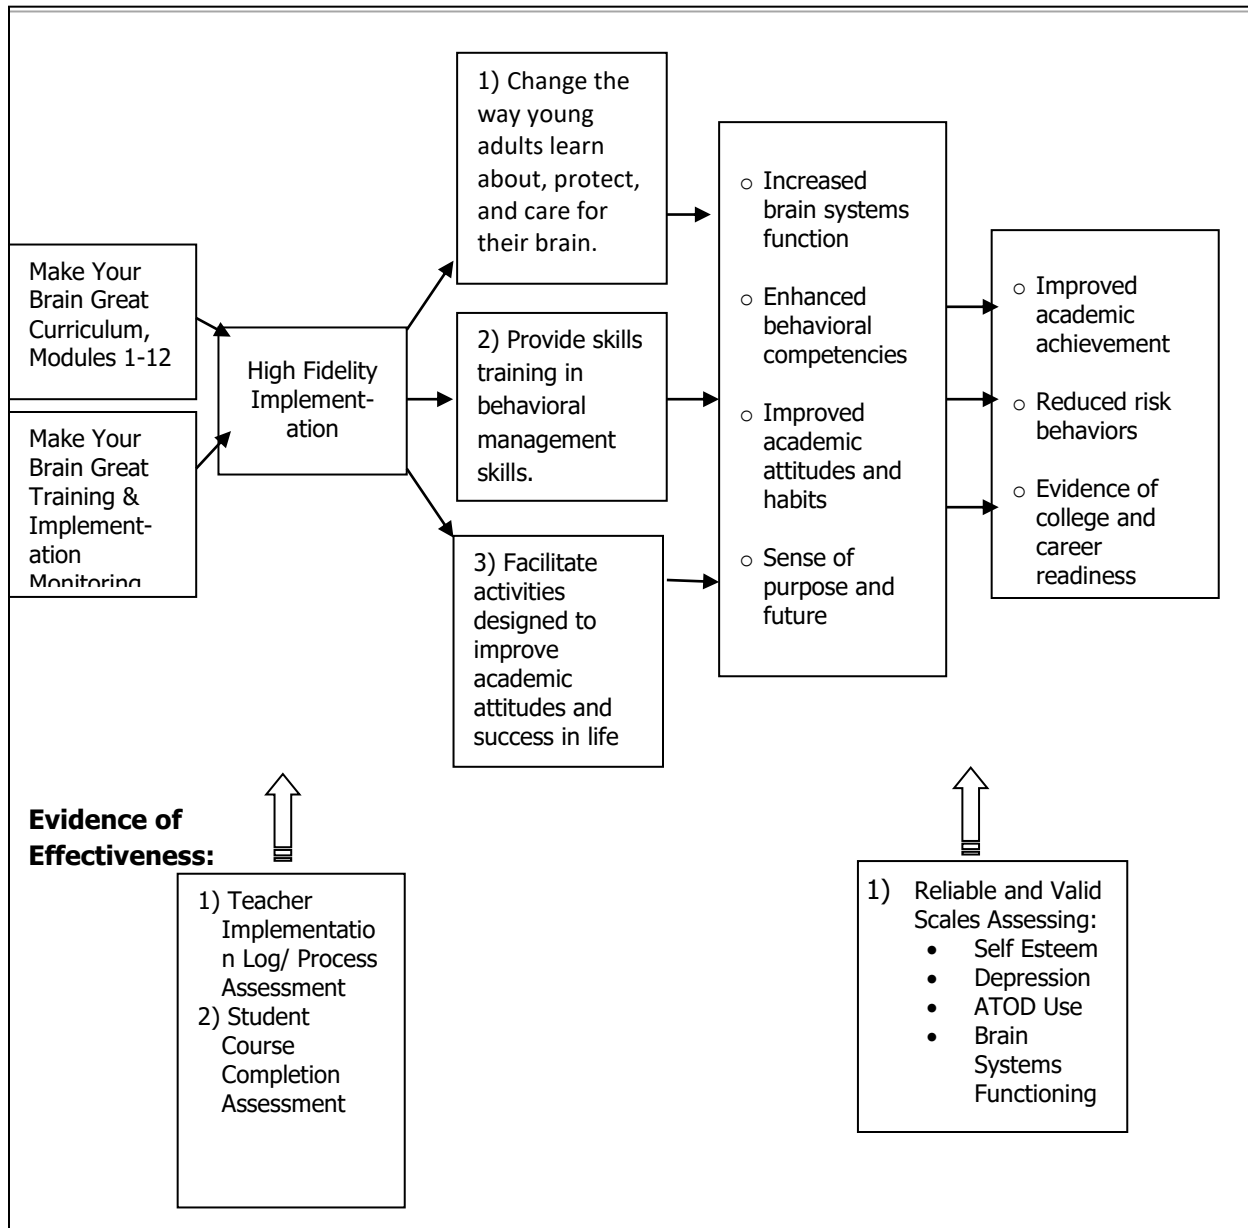 Make Your
Brain Great
Curriculum,
Modules 1-12
Make Your
Brain Great
Training &
Implement-
ation
Monitoring
High Fidelity
Implement-
ation
1) Change the
way young
adults learn
about, protect,
and care for
their brain.
2) Provide skills
training in
behavioral
management
skills.
3) Facilitate
activities
designed to
improve
academic
attitudes and
success in life
○ Increased
brain systems
function
○ Enhanced
behavioral
competencies
○ Improved
academic
attitudes and
habits
○ Sense of
purpose and
future
○ Improved
academic
achievement
○ Reduced risk
behaviors
○ Evidence of
college and
career
readiness
Evidence of
Effectiveness:
1) Teacher
Implementatio
n Log/ Process
Assessment
2) Student
Course
Completion
Assessment
1) Reliable and Valid
Scales Assessing:
• Self Esteem
• Depression
• ATOD Use
• Brain
Systems
Functioning